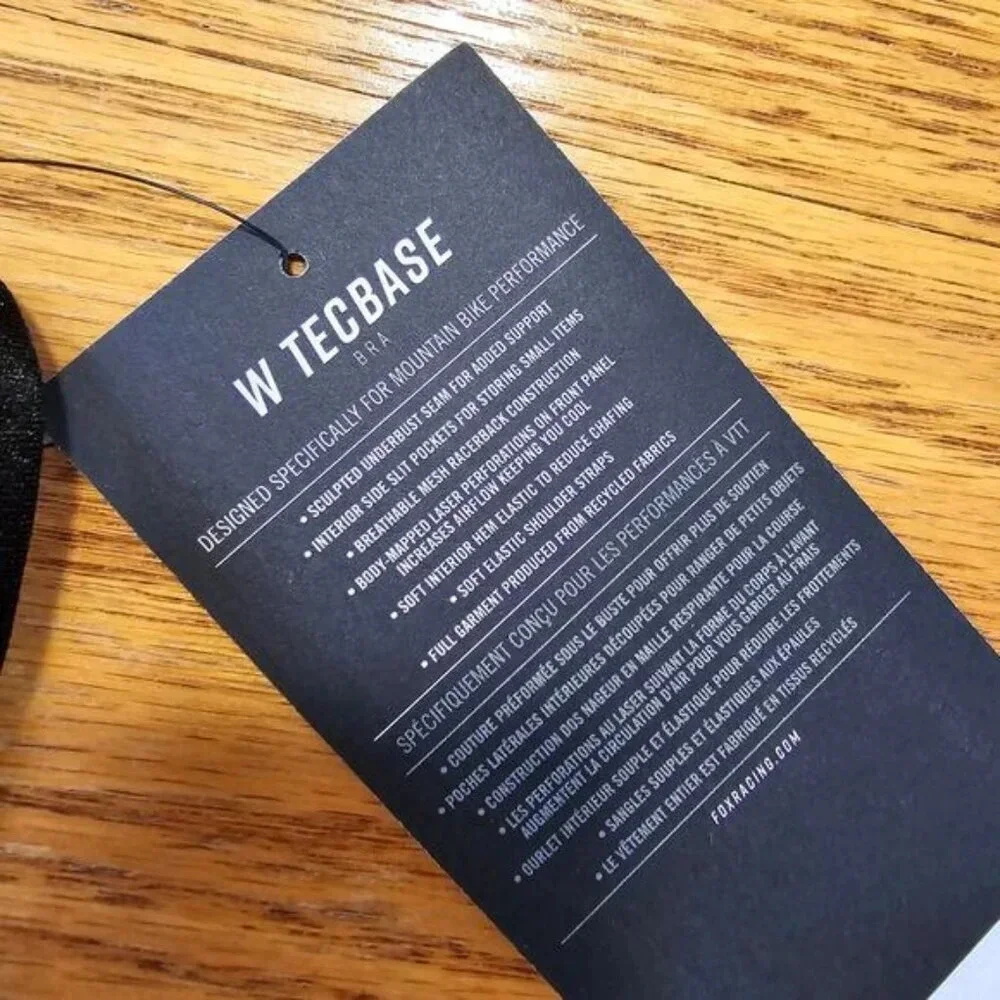 W TECBASE
BRA
DESIGNED SPECIFICALLY FOR MOUNTAIN BIKE PERFORMANCE
• SCULPTED UNDERBUST SEAM FOR ADDED SUPPORT
• INTERIOR SIDE SLIT POCKETS FOR STORING SMALL ITEMS
• BREATHABLE MESH RACERBACK CONSTRUCTION
• BODY-MAPPED LASER PERFORATIONS ON FRONT PANEL
INCREASES AIRFLOW KEEPING YOU COOL
• SOFT INTERIOR HEM ELASTIC TO REDUCE CHAFING
• SOFT ELASTIC SHOULDER STRAPS
• FULL GARMENT PRODUCED FROM RECYCLED FABRICS
SPÉCIFIQUEMENT CONÇU POUR LES PERFORMANCES À VTT
• COUTURE PRÉFORMÉE SOUS LE BUSTE POUR OFFRIR PLUS DE SOUTIEN
• POCHES LATÉRALES INTÉRIEURES DÉCOUPÉES POUR RANGER DE PETITS OBJETS
• CONSTRUCTION DOS NAGEUR EN MAILLE RESPIRANTE POUR LA COURSE
• LES PERFORATIONS AU LASER SUIVANT LA FORME DU CORPS À L'AVANT
AUGMENTENT LA CIRCULATION D'AIR POUR VOUS GARDER AU FRAIS
• OURLET INTÉRIEUR SOUPLE ET ÉLASTIQUE POUR RÉDUIRE LES FROTTEMENTS
• SANGLES SOUPLES ET ÉLASTIQUES AUX ÉPAULES
• LE VÊTEMENT ENTIER EST FABRIQUÉ EN TISSUS RECYCLÉS
FOXRACING.COM